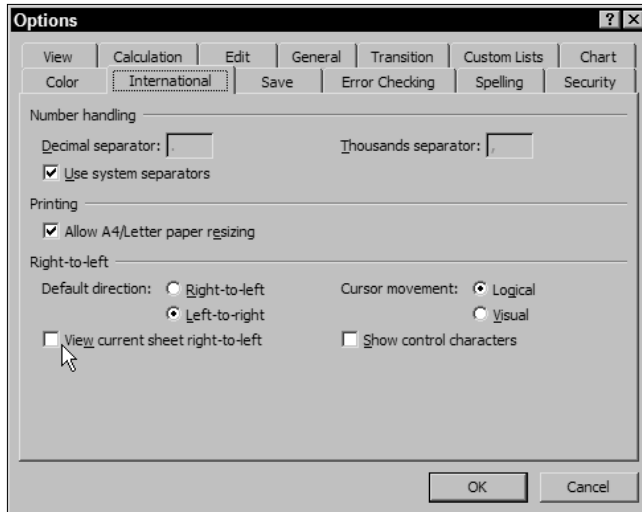 Options
View Calculation Edit General Transition Custom Lists Chart
Color International Save Error Checking Spelling Security
Number handling
Decimal separator: . Thousands separator: ,
Use system separators
Printing
Allow A4/Letter paper resizing
Right-to-left
Default direction: Right-to-left Cursor movement: Logical
Left-to-right Visual
View current sheet right-to-left Show control characters
OK Cancel